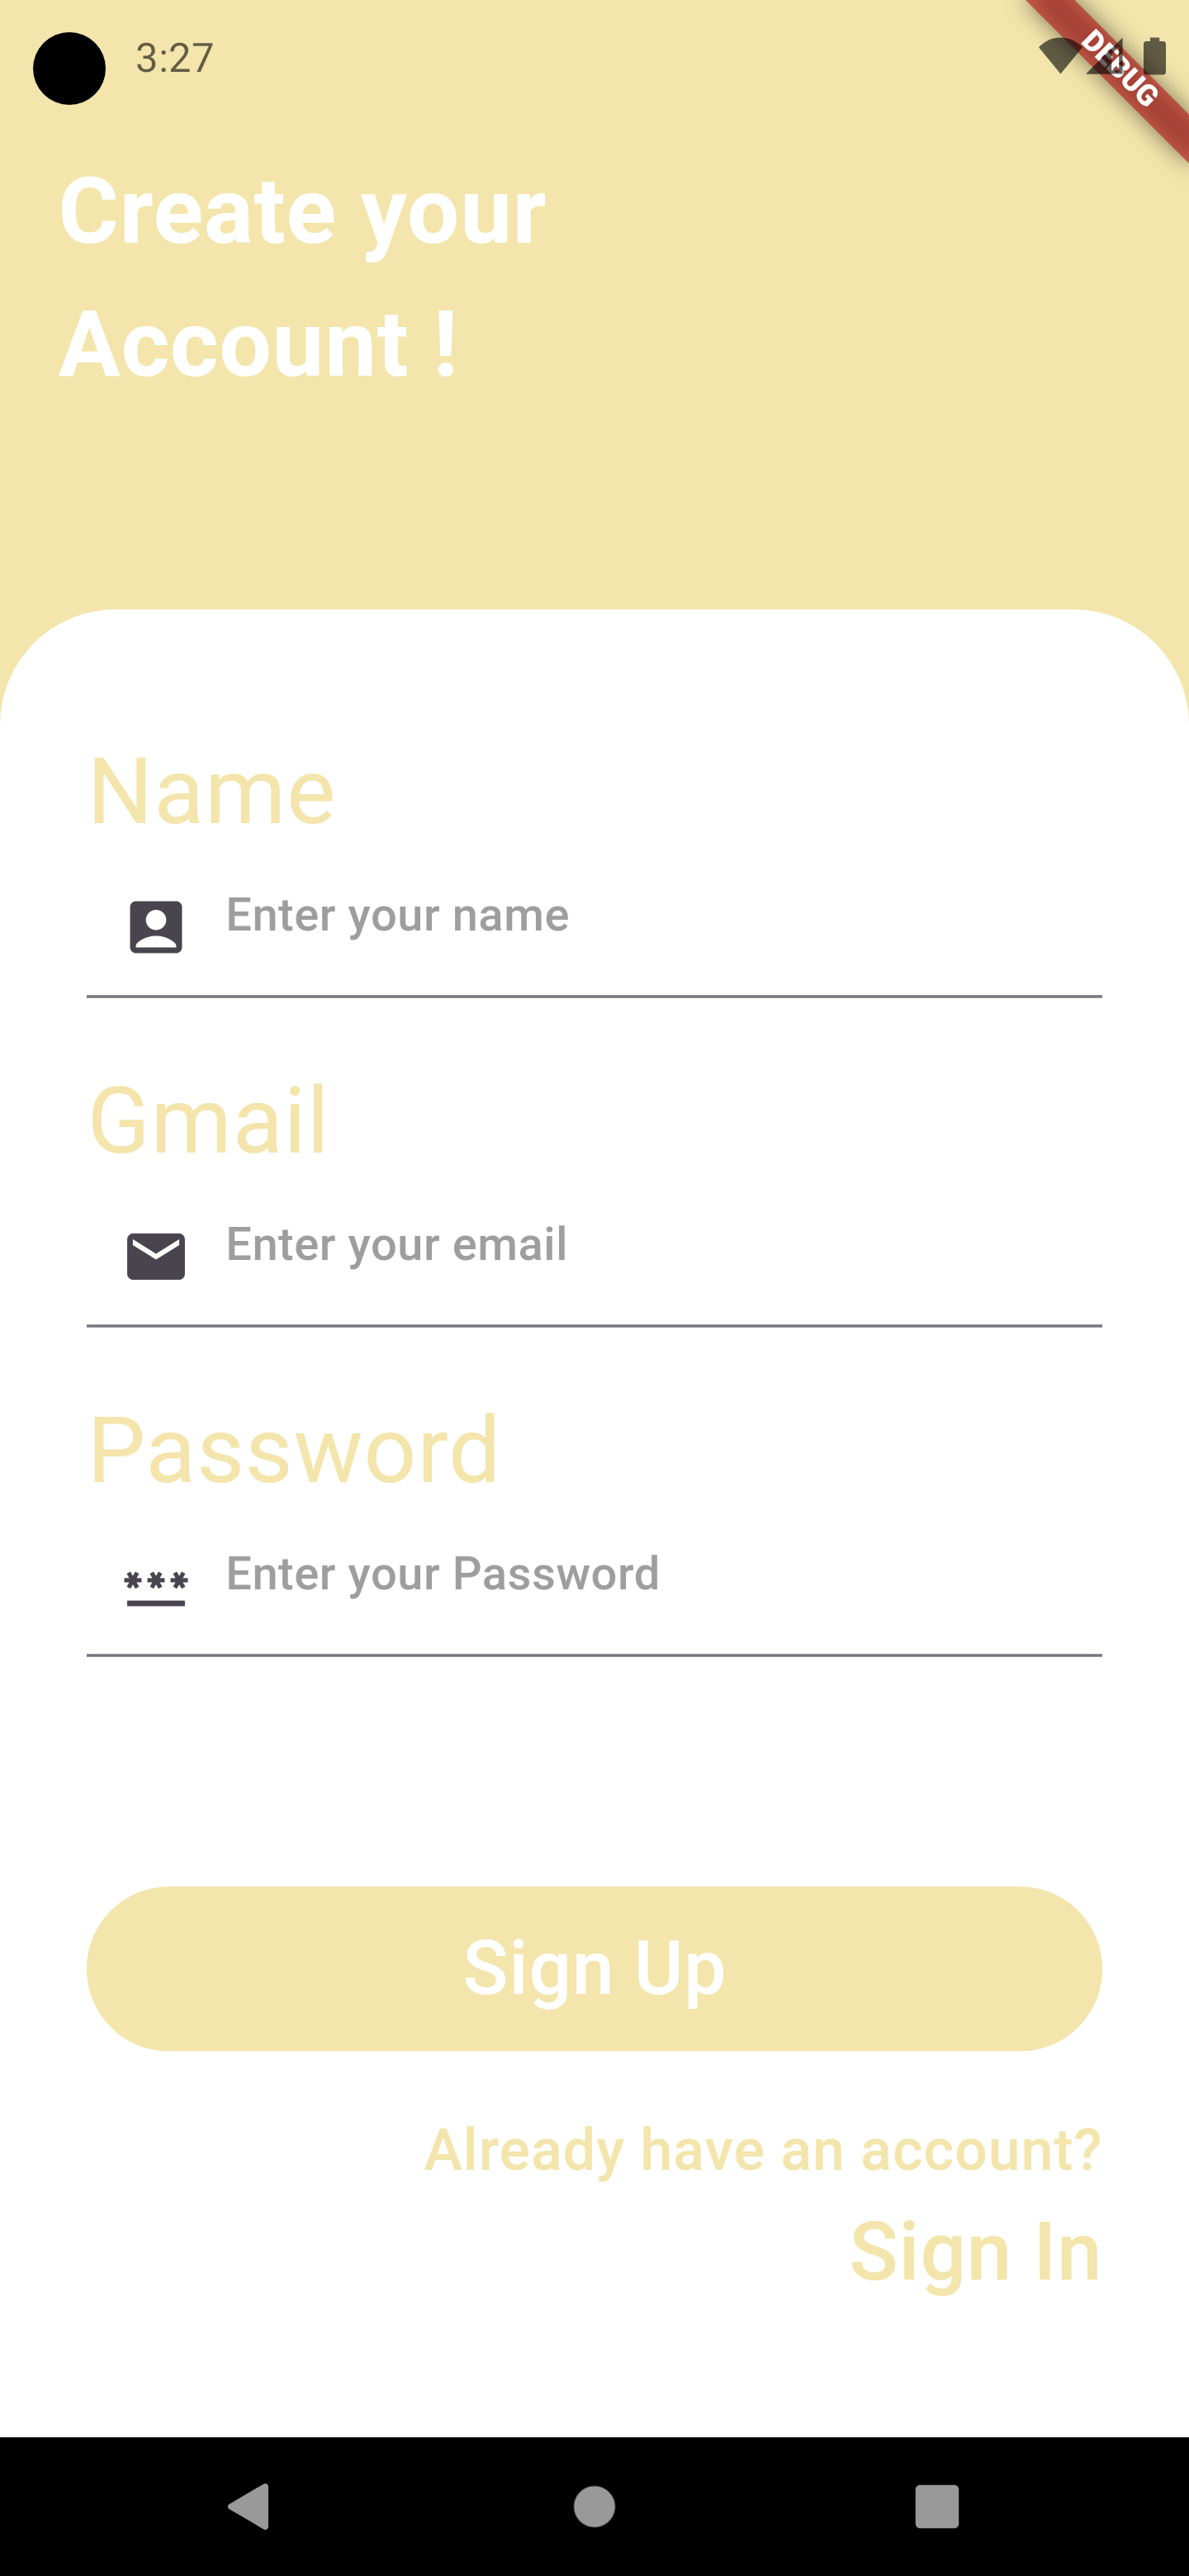 3:27
DEBUG
Create your
Account !
Name
Enter your name
Gmail
Enter your email
Password
Enter your Password
Sign Up
Already have an account?
Sign In